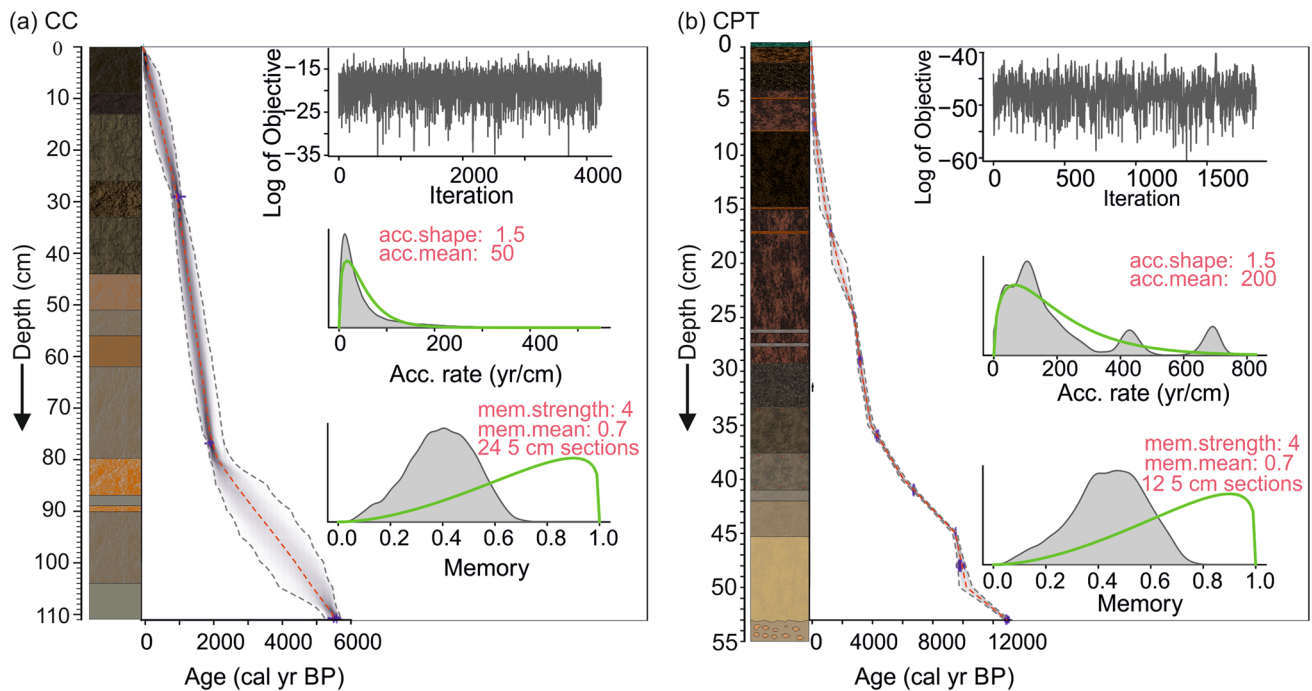 (a) CC
0
10
20
30
40
50
60
70
80
90
100
110
Depth (cm)
0 2000 4000 6000
Age (cal yr BP)
Log of Objective
−15
−25
−35
0 2000 4000
Iteration
acc.shape: 1.5
acc.mean: 50
0 200 400
Acc. rate (yr/cm)
mem.strength: 4
mem.mean: 0.7
24 5 cm sections
0.0 0.2 0.4 0.6 0.8 1.0
Memory
(b) CPT
0
5
10
15
20
25
30
35
40
45
50
55
Depth (cm)
0 4000 8000 12000
Age (cal yr BP)
Log of Objective
−40
−50
−60
0 500 1000 1500
Iteration
acc.shape: 1.5
acc.mean: 200
0 200 400 600 800
Acc. rate (yr/cm)
mem.strength: 4
mem.mean: 0.7
12 5 cm sections
0.0 0.2 0.4 0.6 0.8 1.0
Memory